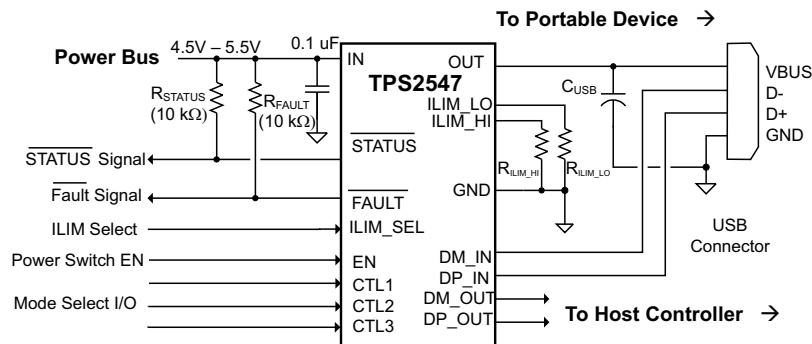 To Portable Device →
Power Bus
4.5V – 5.5V
0.1 uF
IN
OUT
TPS2547
VBUS
D-
D+
GND
CUSB
RSTATUS
(10 kΩ)
RFAULT
(10 kΩ)
ILIM_LO
ILIM_HI
STATUS
STATUS Signal
RILIM_HI
RILIM_LO
Fault Signal
FAULT
GND
ILIM Select
ILIM_SEL
USB
Connector
Power Switch EN
EN
DM_IN
DP_IN
Mode Select I/O
CTL1
CTL2
CTL3
DM_OUT
DP_OUT
To Host Controller →